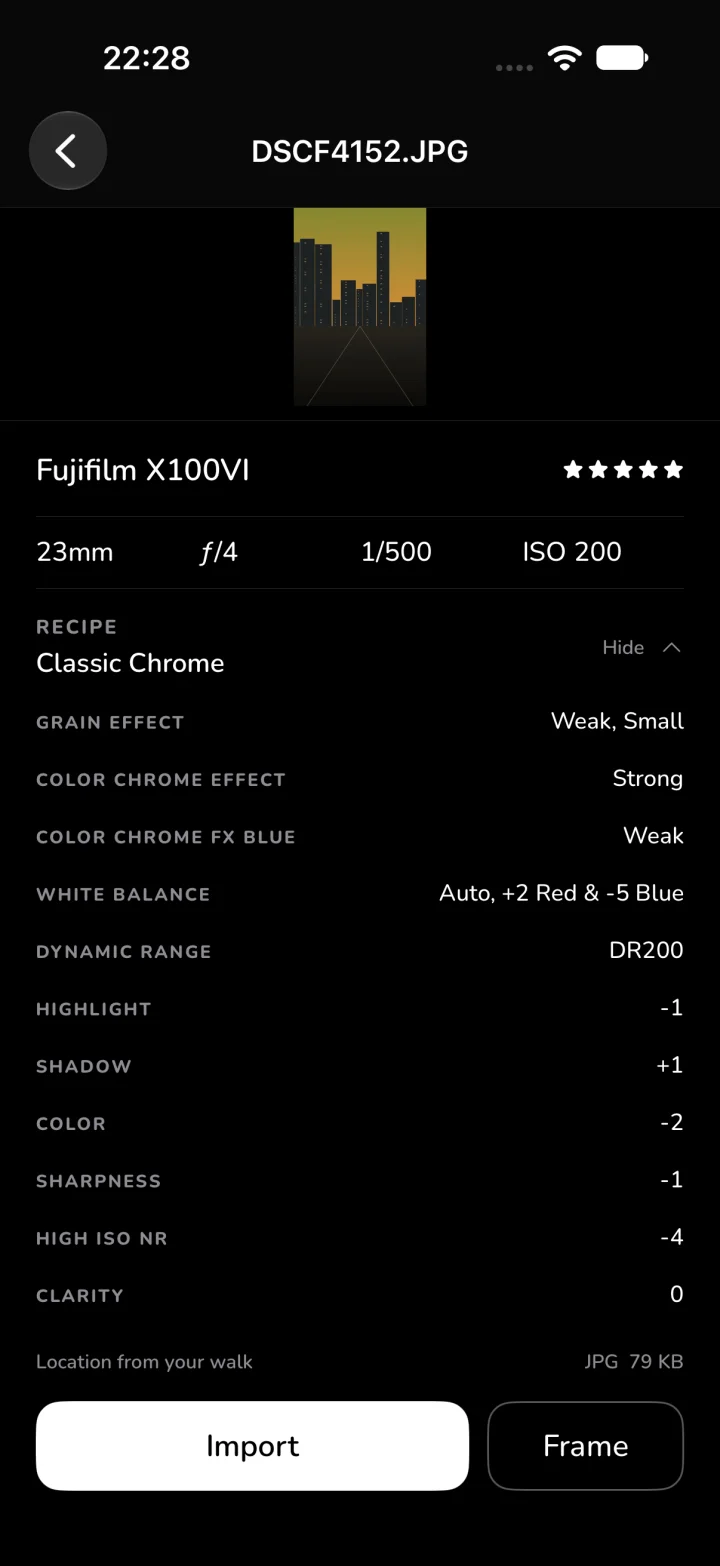 22:28
DSCF4152.JPG
Fujifilm X100VI
23mm ƒ/4 1/500 ISO 200
RECIPE
Classic Chrome
Hide
GRAIN EFFECT Weak, Small
COLOR CHROME EFFECT Strong
COLOR CHROME FX BLUE Weak
WHITE BALANCE Auto, +2 Red & -5 Blue
DYNAMIC RANGE DR200
HIGHLIGHT -1
SHADOW +1
COLOR -2
SHARPNESS -1
HIGH ISO NR -4
CLARITY 0
Location from your walk JPG 79 KB
Import Frame